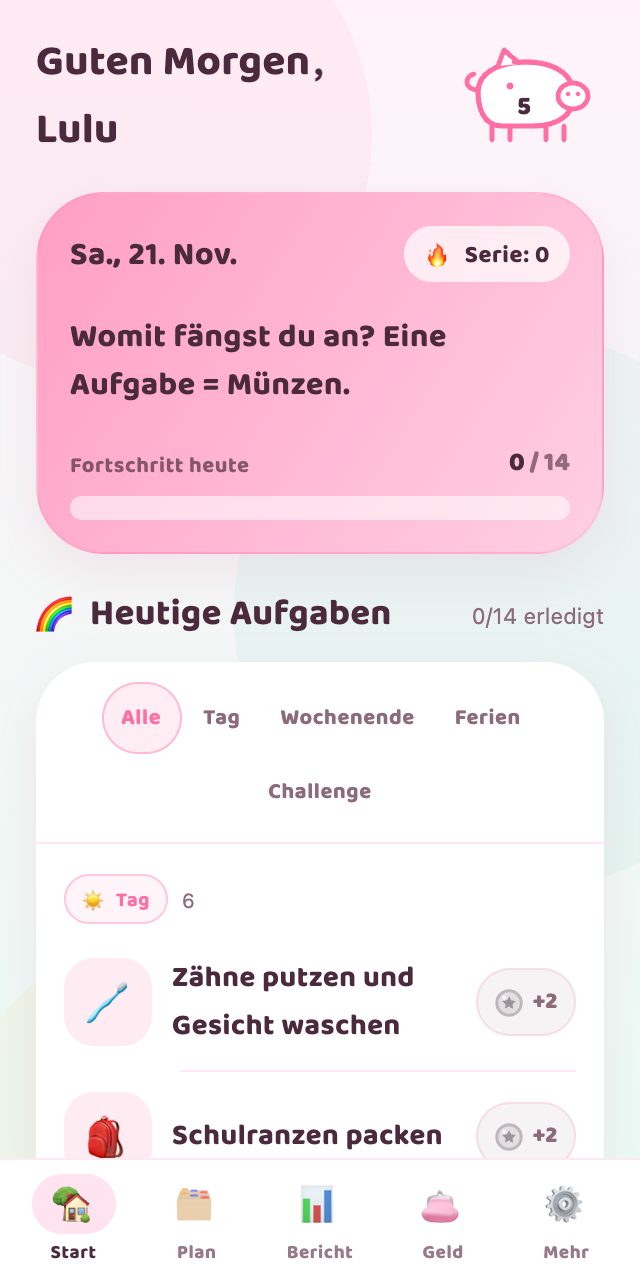 Guten Morgen,
Lulu
5
Sa., 21. Nov.
Serie: 0
Womit fängst du an? Eine
Aufgabe = Münzen.
Fortschritt heute
0 / 14
Heutige Aufgaben
0/14 erledigt
Alle
Tag
Wochenende
Ferien
Challenge
Tag
6
Zähne putzen und
Gesicht waschen
+2
Schulranzen packen
+2
Start
Plan
Bericht
Geld
Mehr